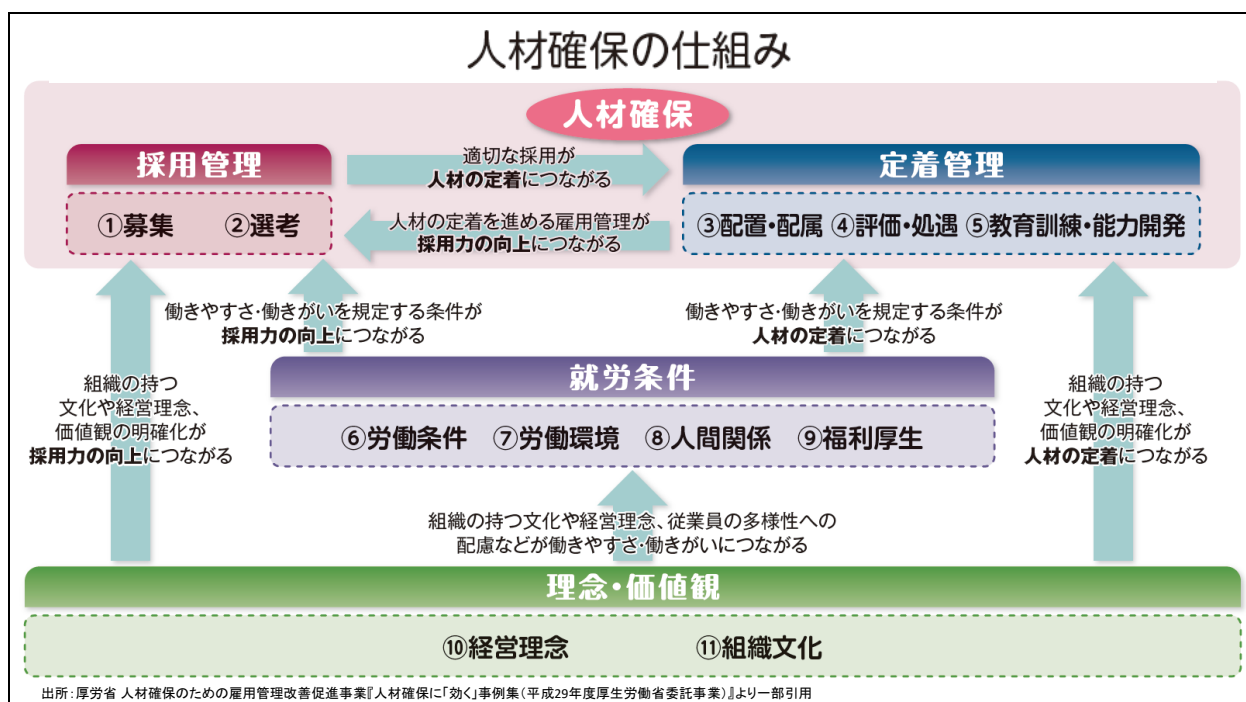 人材確保の仕組み
人材確保
採用管理
①募集 ②選考
適切な採用が
人材の定着につながる
人材の定着を進める雇用管理が
採用力の向上につながる
定着管理
③配置・配属 ④評価・処遇 ⑤教育訓練・能力開発
働きやすさ・働きがいを規定する条件が
採用力の向上につながる
働きやすさ・働きがいを規定する条件が
人材の定着につながる
組織の持つ
文化や経営理念、
価値観の明確化が
採用力の向上につながる
就労条件
⑥労働条件 ⑦労働環境 ⑧人間関係 ⑨福利厚生
組織の持つ
文化や経営理念、
価値観の明確化が
人材の定着につながる
組織の持つ文化や経営理念、従業員の多様性への
配慮などが働きやすさ・働きがいにつながる
理念・価値観
⑩経営理念 ⑪組織文化
出所：厚労省 人材確保のための雇用管理改善促進事業『人材確保に「効く」事例集（平成29年度厚生労働省委託事業）』より一部引用